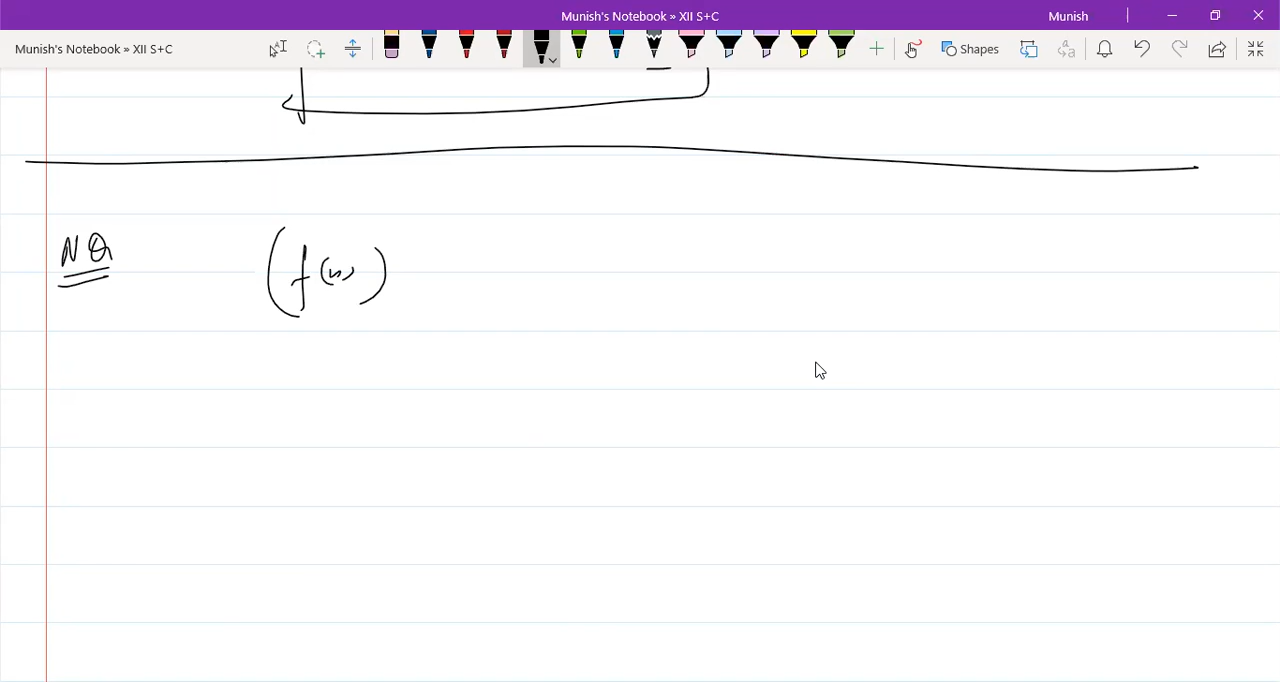 Munish's Notebook » XII S+C
Munish
Munish's Notebook » XII S+C
Shapes
NQ
(f(x))